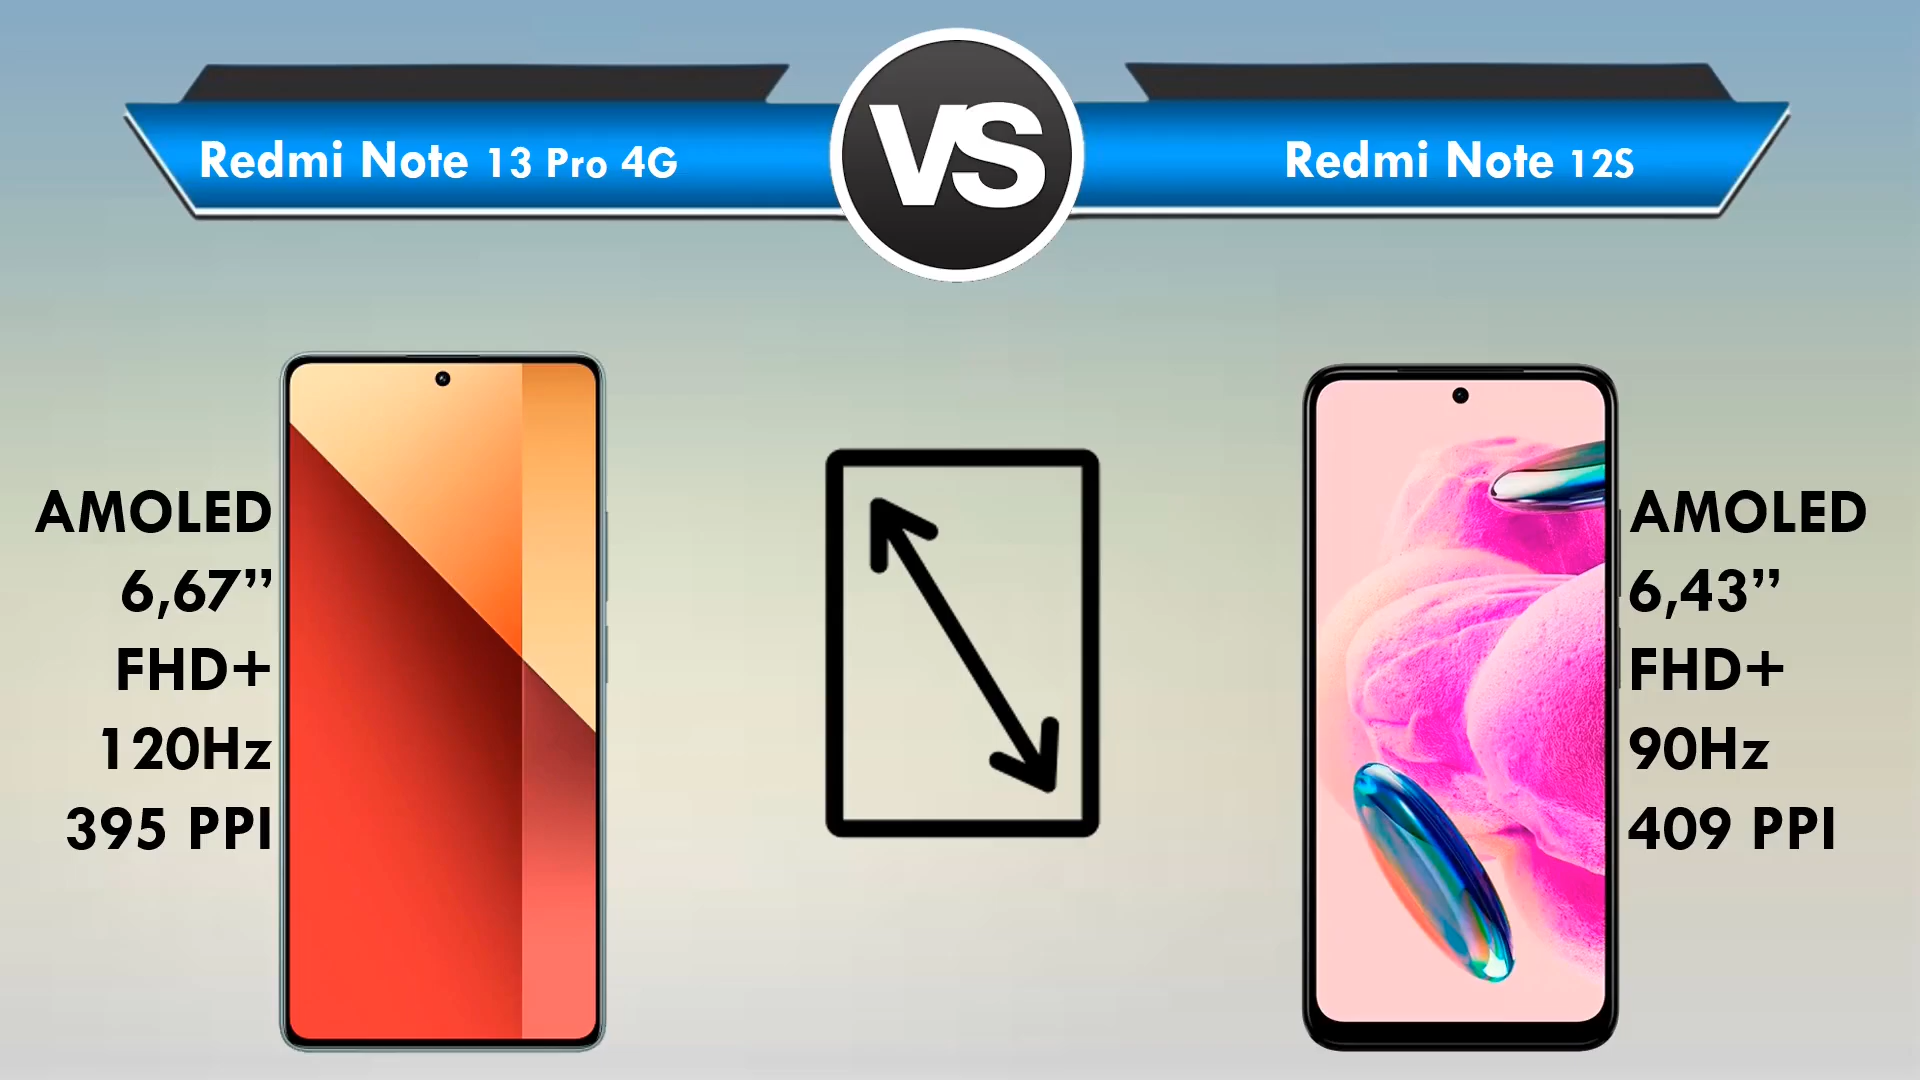 Redmi Note 13 Pro 4G
VS
Redmi Note 12S
AMOLED
6,67’’
FHD+
120Hz
395 PPI
AMOLED
6,43’’
FHD+
90Hz
409 PPI